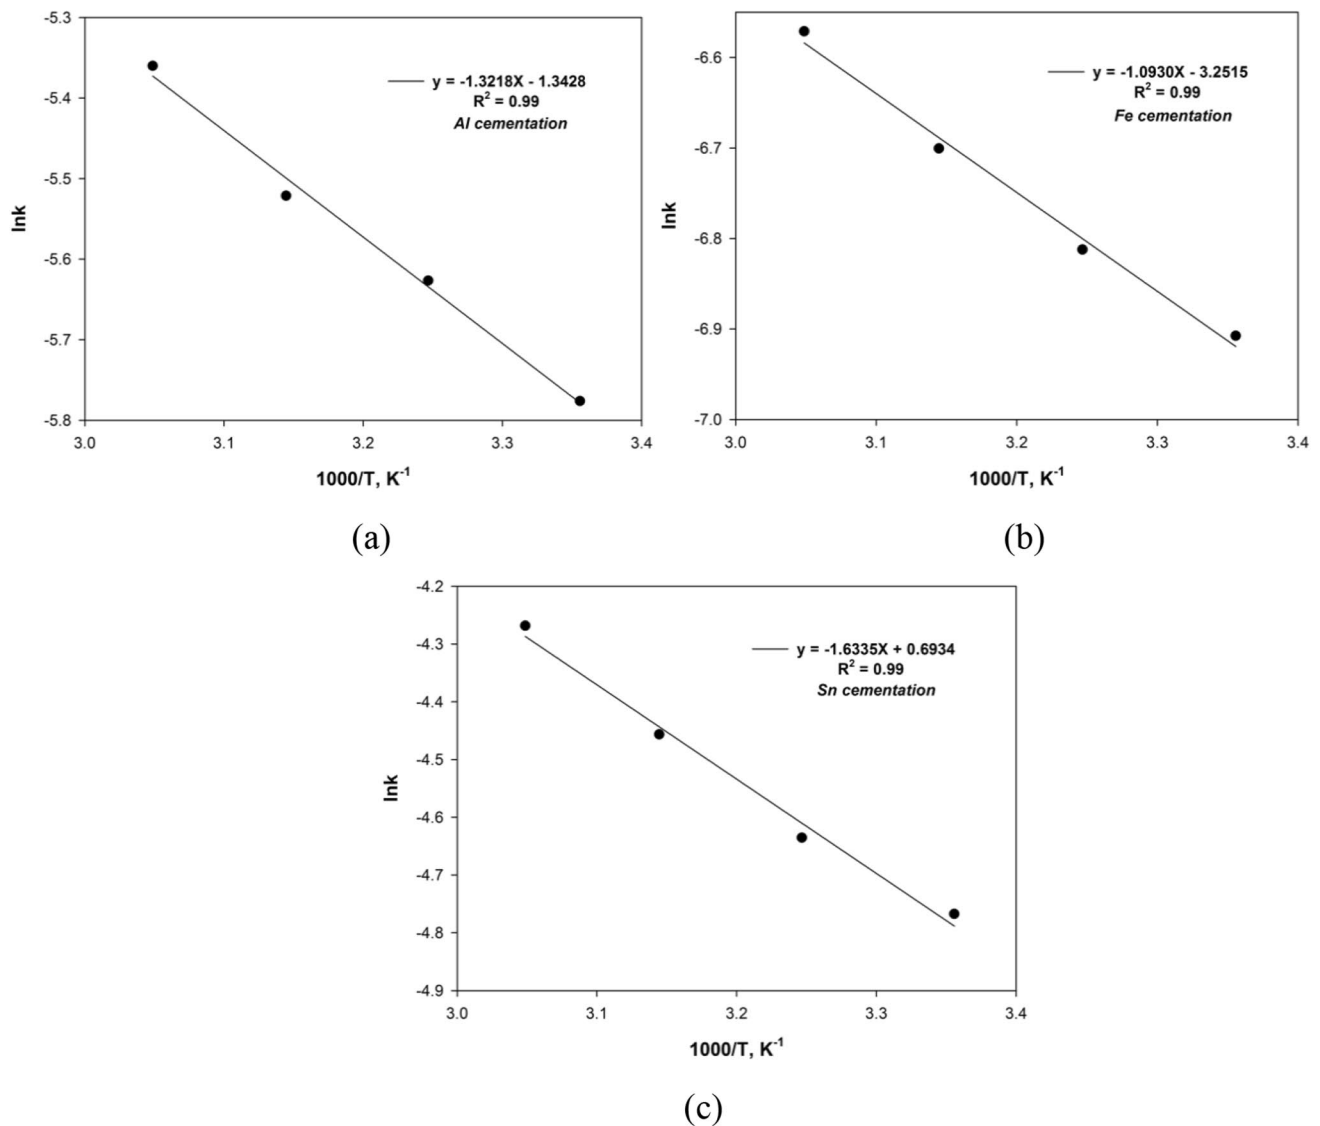 -5.3
-5.4
-5.5
-5.6
-5.7
-5.8
lnk
3.0 3.1 3.2 3.3 3.4
1000/T, K⁻¹
y = -1.3218X - 1.3428
R² = 0.99
Al cementation
(a)
-6.6
-6.7
-6.8
-6.9
-7.0
lnk
3.0 3.1 3.2 3.3 3.4
1000/T, K⁻¹
y = -1.0930X - 3.2515
R² = 0.99
Fe cementation
(b)
-4.2
-4.3
-4.4
-4.5
-4.6
-4.7
-4.8
-4.9
lnk
3.0 3.1 3.2 3.3 3.4
1000/T, K⁻¹
y = -1.6335X + 0.6934
R² = 0.99
Sn cementation
(c)